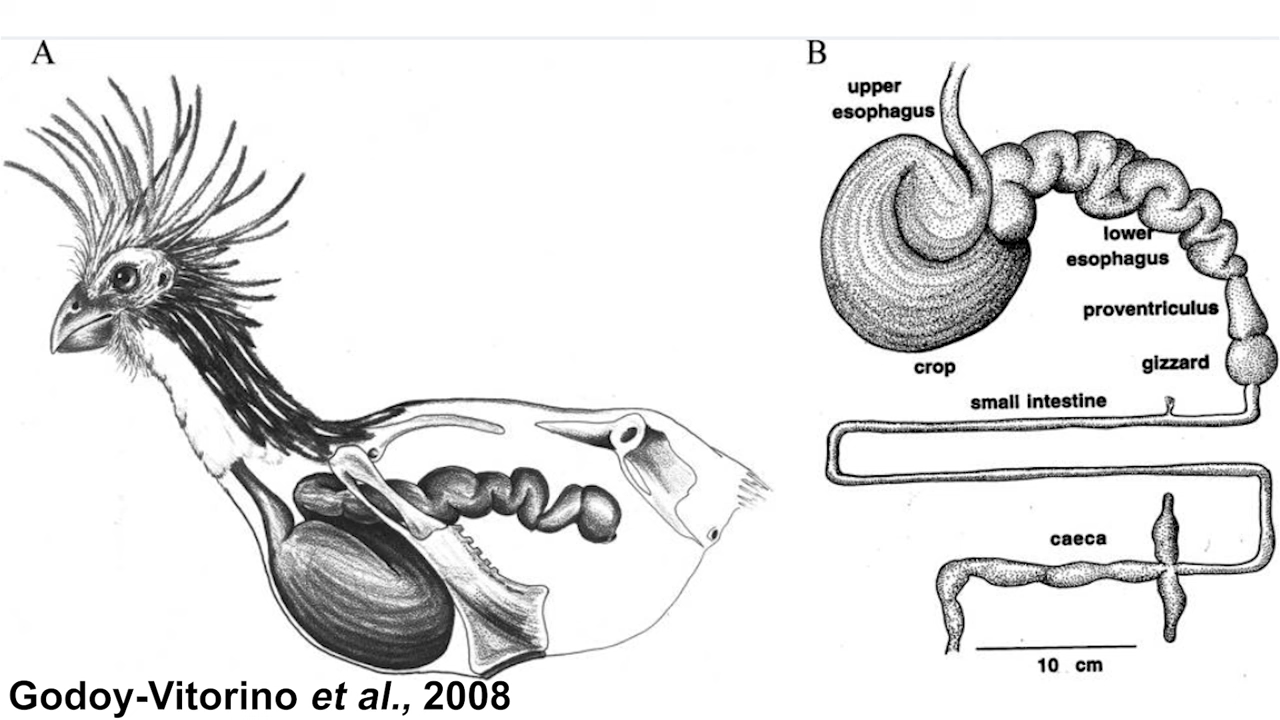 A
B
upper
esophagus
lower
esophagus
proventriculus
gizzard
crop
small intestine
caeca
10 cm
Godoy-Vitorino et al., 2008